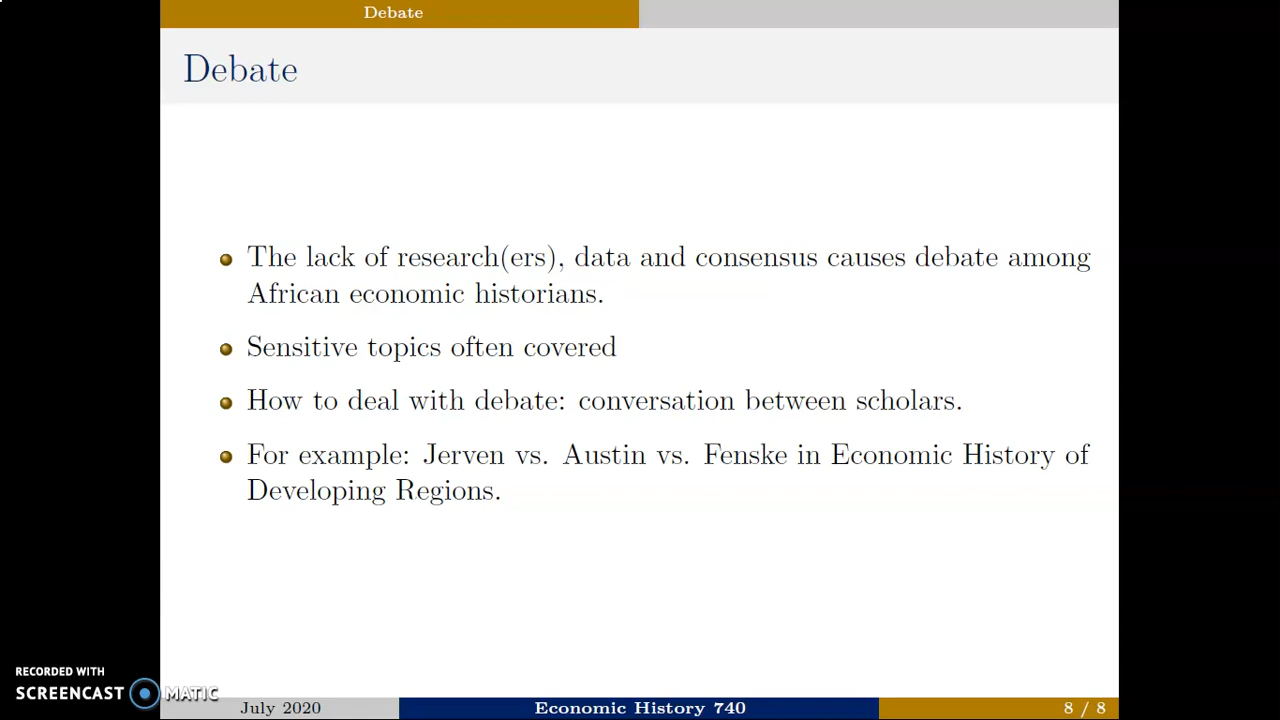 Debate
Debate
The lack of research(ers), data and consensus causes debate among
African economic historians.
Sensitive topics often covered
How to deal with debate: conversation between scholars.
For example: Jerven vs. Austin vs. Fenske in Economic History of
Developing Regions.
RECORDED WITH
SCREENCAST MATIC
July 2020
Economic History 740
8 / 8